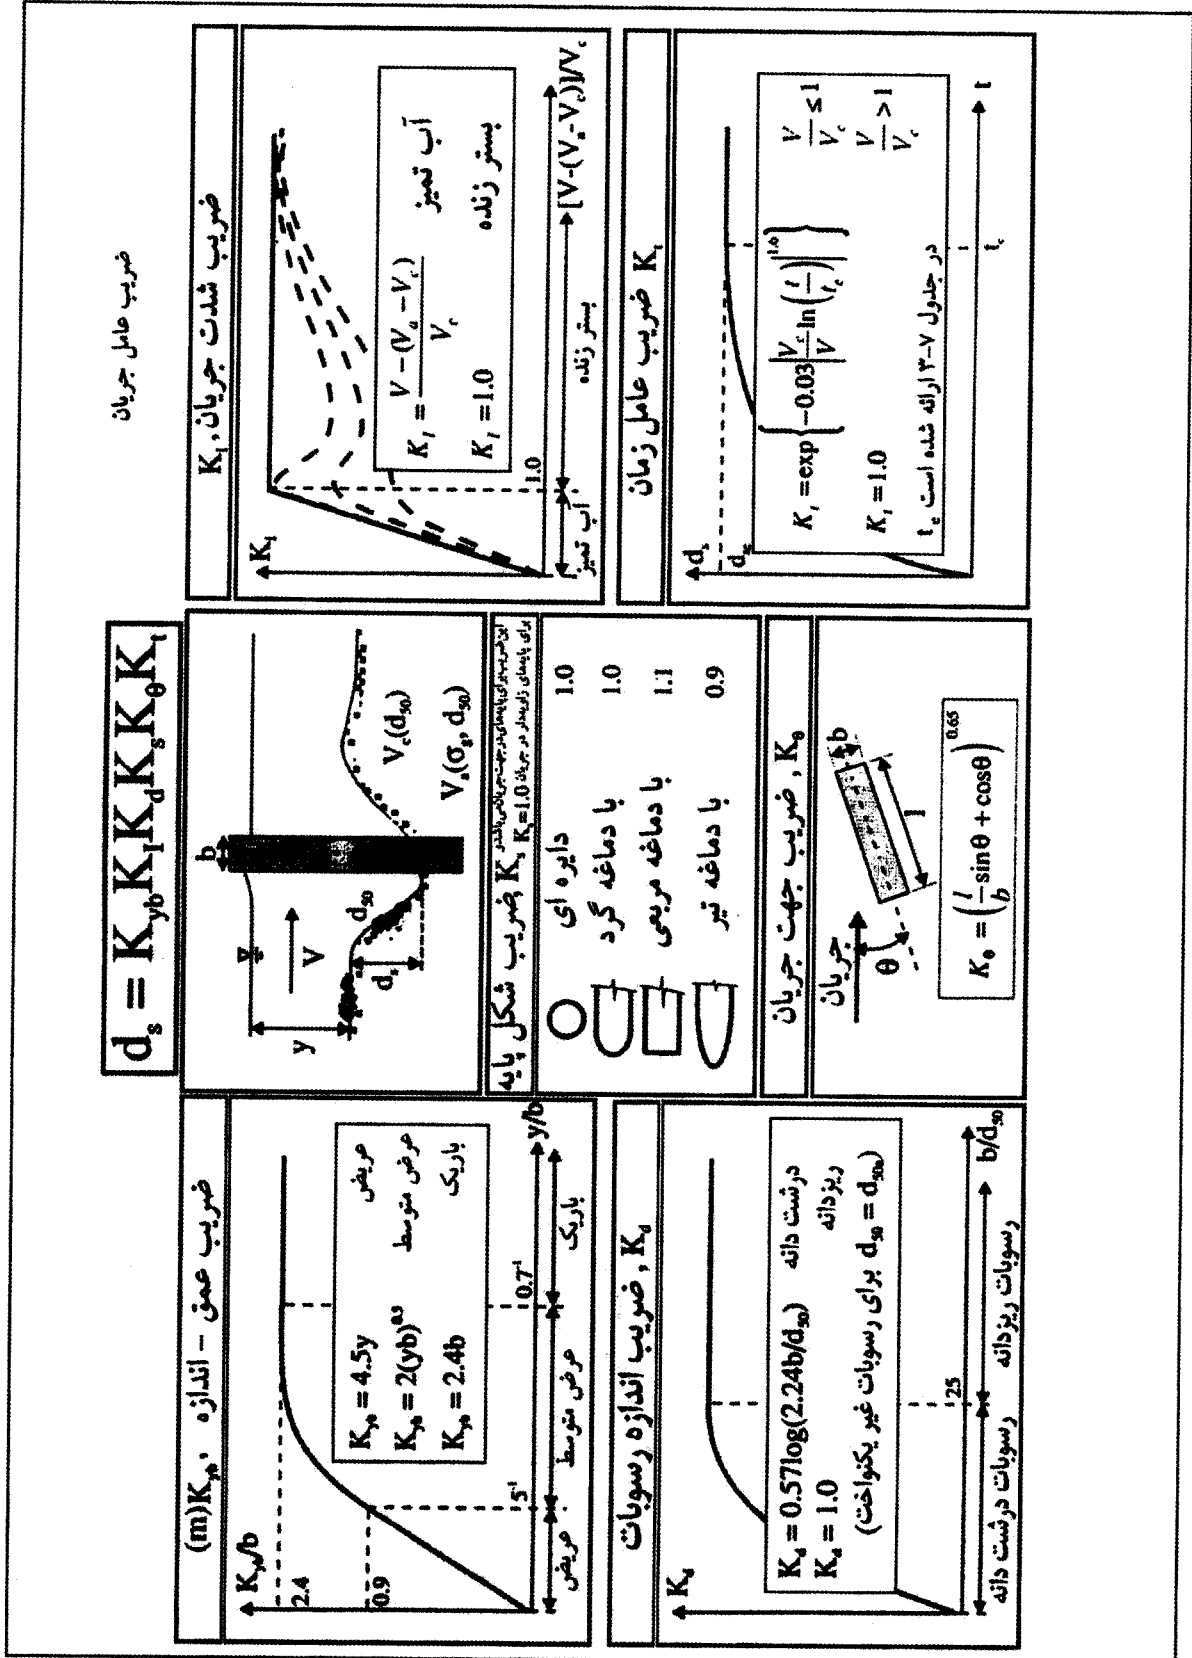 ضریب عامل جریان
d_s = K_yb K_I K_d K_s K_θ K_t
ضریب عمق - اندازه , K_yb(m)
K_yb/b
2.4
0.9
K_yb = 4.5y عریض
K_yb = 2(yb)^0.5 عرض متوسط
K_yb = 2.4b باریک
5^-1
0.7^-1
y/b
عریض
عرض متوسط
باریک
b
y
V
d_s
d_50
V_c(d_50)
V_a(σ_g, d_50)
ضریب شدت جریان, K_I
K_I
K_I = (V - (V_a - V_c))/V_c آب تمیز
K_I = 1.0 بستر زنده
1.0
[V-(V_a-V_c)]/V_c
آب تمیز
بستر زنده
ضریب شکل پایه, K_s
دایره ای 1.0
با دماغه گرد 1.0
با دماغه مربعی 1.1
با دماغه تیز 0.9
ضریب اندازه رسوبات , K_d
K_d
K_d = 0.57log(2.24b/d_50) درشت دانه
K_d = 1.0 ریزدانه
(برای رسوبات غیر یکنواخت d_50 = d_50a)
25
b/d_50
رسوبات درشت دانه
رسوبات ریزدانه
ضریب جهت جریان , K_θ
جریان
θ
l
b
K_θ = (l/b sinθ + cosθ)^0.65
ضریب عامل زمان K_t
d_s
d_se
K_t = exp{-0.03|V_c/V ln(t/t_e)|^1.6} V/V_c ≤ 1
K_t = 1.0 V/V_c > 1
t_e در جدول ۷-۳ ارائه شده است
t_e
t